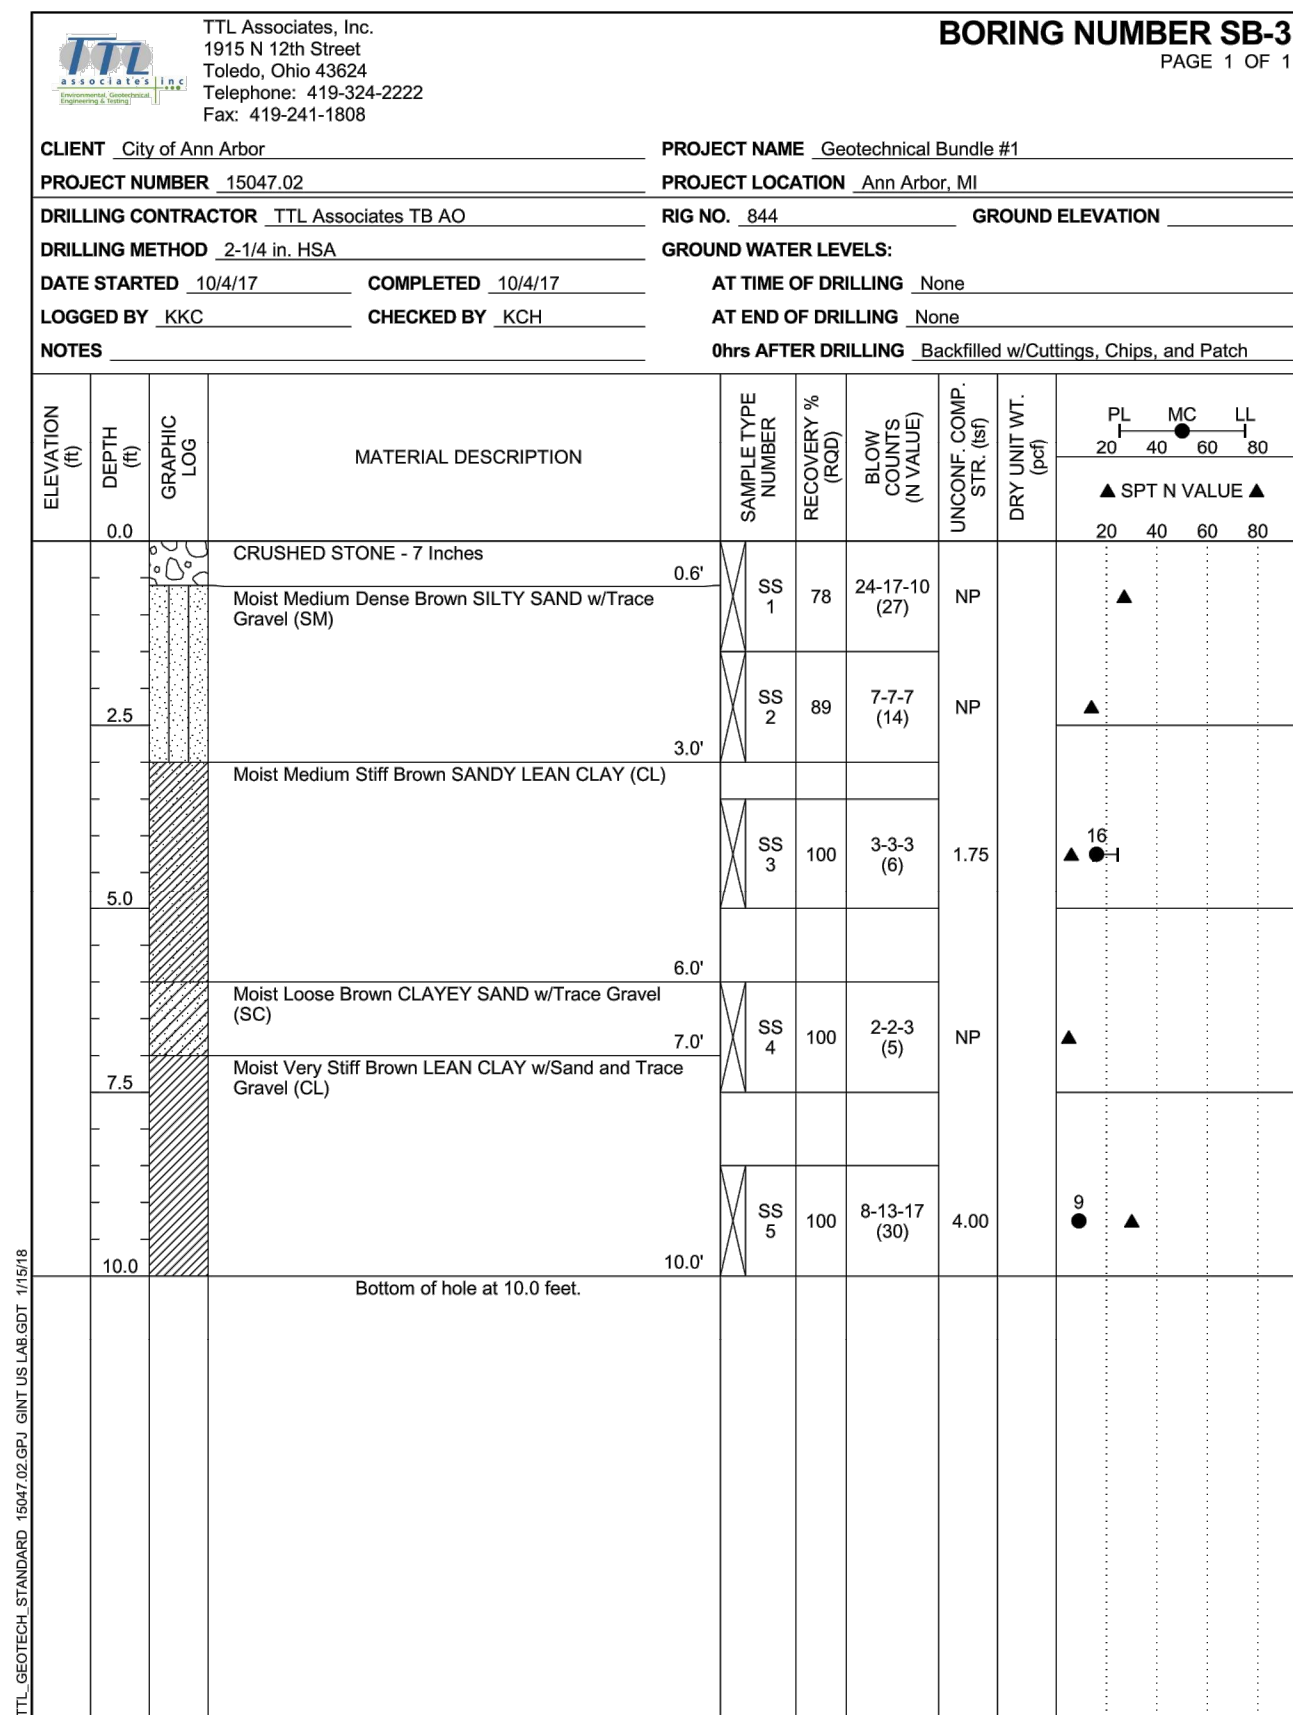 TTL
associates inc
Environmental, Geotechnical
Engineering & Testing
TTL Associates, Inc.
1915 N 12th Street
Toledo, Ohio 43624
Telephone: 419-324-2222
Fax: 419-241-1808
BORING NUMBER SB-3
PAGE 1 OF 1
CLIENT City of Ann Arbor
PROJECT NAME Geotechnical Bundle #1
PROJECT NUMBER 15047.02
PROJECT LOCATION Ann Arbor, MI
DRILLING CONTRACTOR TTL Associates TB AO
RIG NO. 844 GROUND ELEVATION
DRILLING METHOD 2-1/4 in. HSA
GROUND WATER LEVELS:
DATE STARTED 10/4/17 COMPLETED 10/4/17
AT TIME OF DRILLING None
LOGGED BY KKC CHECKED BY KCH
AT END OF DRILLING None
NOTES
0hrs AFTER DRILLING Backfilled w/Cuttings, Chips, and Patch
ELEVATION
(ft)
DEPTH
(ft)
GRAPHIC
LOG
MATERIAL DESCRIPTION
SAMPLE TYPE
NUMBER
RECOVERY %
(RQD)
BLOW
COUNTS
(N VALUE)
UNCONF. COMP.
STR. (tsf)
DRY UNIT WT.
(pcf)
PL MC LL
20 40 60 80
▲ SPT N VALUE ▲
20 40 60 80
0.0
CRUSHED STONE - 7 Inches
0.6'
SS
1
78
24-17-10
(27)
NP
Moist Medium Dense Brown SILTY SAND w/Trace
Gravel (SM)
SS
2
89
7-7-7
(14)
NP
2.5
3.0'
Moist Medium Stiff Brown SANDY LEAN CLAY (CL)
SS
3
100
3-3-3
(6)
1.75
16
5.0
6.0'
Moist Loose Brown CLAYEY SAND w/Trace Gravel
(SC)
7.0'
SS
4
100
2-2-3
(5)
NP
Moist Very Stiff Brown LEAN CLAY w/Sand and Trace
Gravel (CL)
7.5
SS
5
100
8-13-17
(30)
4.00
9
10.0
10.0'
Bottom of hole at 10.0 feet.
TTL_GEOTECH_STANDARD 15047.02.GPJ GINT US LAB.GDT 1/15/18